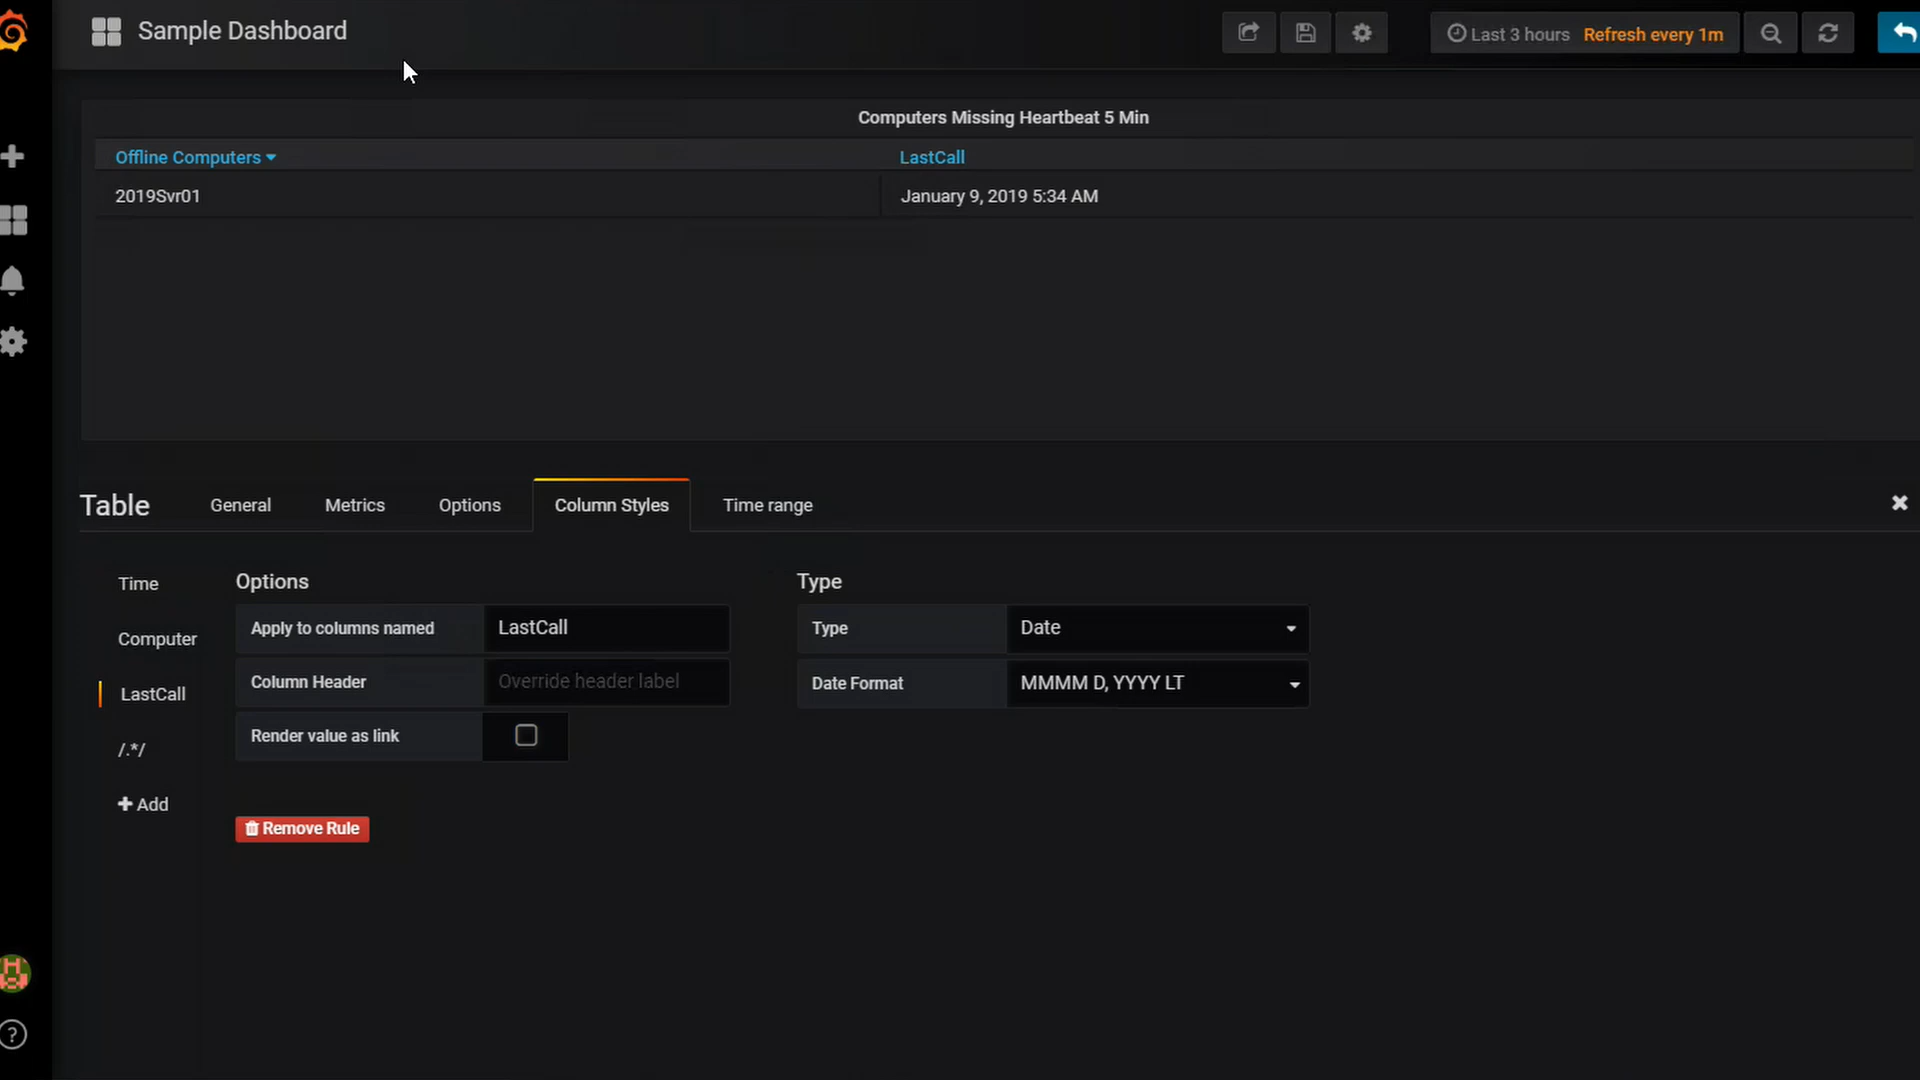 Sample Dashboard
Last 3 hours Refresh every 1m
Computers Missing Heartbeat 5 Min
Offline Computers LastCall
2019Svr01 January 9, 2019 5:34 AM
Table General Metrics Options Column Styles Time range
Time
Computer
LastCall
/.*/
Add
Options
Apply to columns named LastCall
Column Header Override header label
Render value as link
Remove Rule
Type
Type Date
Date Format MMMM D, YYYY LT